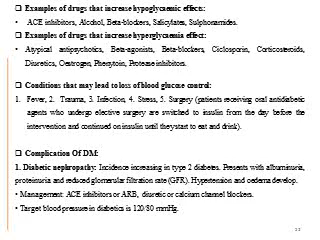 ❑ Examples of drugs that increase hypoglycaemic effects:
• ACE inhibitors, Alcohol, Beta-blockers, Salicylates, Sulphonamides.
❑ Examples of drugs that increase hyperglycaemia effect:
• Atypical antipsychotics, Beta-agonists, Beta-blockers, Ciclosporin, Corticosteroids,
Diuretics, Oestrogen, Phenytoin, Protease inhibitors.
❑ Conditions that may lead to loss of blood glucose control:
1. Fever, 2. Trauma, 3. Infection, 4. Stress, 5. Surgery (patients receiving oral antidiabetic
agents who undergo elective surgery are switched to insulin from the day before the
intervention and continued on insulin until they start to eat and drink).
❑ Complication Of DM:
1. Diabetic nephropathy: Incidence increasing in type 2 diabetes. Presents with albuminuria,
proteinuria and reduced glomerular filtration rate (GFR). Hypertension and oedema develop.
• Management: ACE inhibitors or ARB, diuretic or calcium channel blockers.
• Target blood pressure in diabetics is 120/80 mmHg.